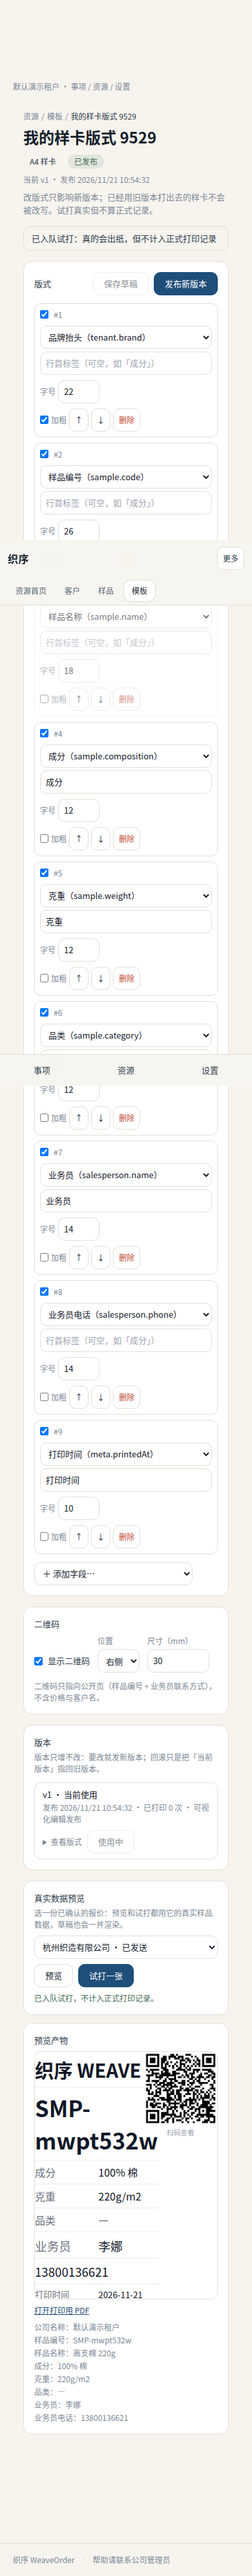 默认演示租户 · 事项 / 资源 / 设置
资源 / 模板 / 我的样卡版式 9529
我的样卡版式 9529
A4 样卡 已发布
当前 v1 · 发布 2026/11/21 10:54:32
改版式只影响新版本；已经用旧版本打出去的样卡不会
被改写。试打真实但不算正式记录。
已入队试打：真的会出纸，但不计入正式打印记录
版式 保存草稿 发布新版本
#1
品牌抬头（tenant.brand）
行首标签（可空，如「成分」）
字号 22
加粗 ↑ ↓ 删除
#2
样品编号（sample.code）
行首标签（可空，如「成分」）
字号 26
织序 更多
资源首页 客户 样品 模板
样品名称（sample.name）
行首标签（可空，如「成分」）
字号 18
加粗 ↑ ↓ 删除
#4
成分（sample.composition）
成分
字号 12
加粗 ↑ ↓ 删除
#5
克重（sample.weight）
克重
字号 12
加粗 ↑ ↓ 删除
#6
品类（sample.category）
事项 资源 设置
字号 12
加粗 ↑ ↓ 删除
#7
业务员（salesperson.name）
业务员
字号 14
加粗 ↑ ↓ 删除
#8
业务员电话（salesperson.phone）
行首标签（可空，如「成分」）
字号 14
加粗 ↑ ↓ 删除
#9
打印时间（meta.printedAt）
打印时间
字号 10
加粗 ↑ ↓ 删除
＋ 添加字段…
二维码
位置 尺寸（mm）
显示二维码 右侧 30
二维码只指向公开页（样品编号 + 业务员联系方式），
不含价格与客户名。
版本
版本只增不改：要改就发新版本；回滚只是把「当前
版本」指回旧版本。
v1 · 当前使用
发布 2026/11/21 10:54:32 · 已打印 0 次 · 可视
化编辑发布
▶ 查看版式 使用中
真实数据预览
选一份已确认的报价：预览和试打都用它的真实样品
数据，草稿也会一并渲染。
杭州织造有限公司 · 已发送
预览 试打一张
已入队试打，不计入正式打印记录。
预览产物
织序 WEAVE
SMP-
mwpt532w
扫码查看
成分 100% 棉
克重 220g/m2
品类 —
业务员 李娜
13800136621
打印时间 2026-11-21
打开打印用 PDF
公司名称：默认演示租户
样品编号：SMP-mwpt532w
样品名称：高支棉 220g
成分：100% 棉
克重：220g/m2
品类：—
业务员：李娜
业务员电话：13800136621
织序 WeaveOrder 帮助请联系公司管理员